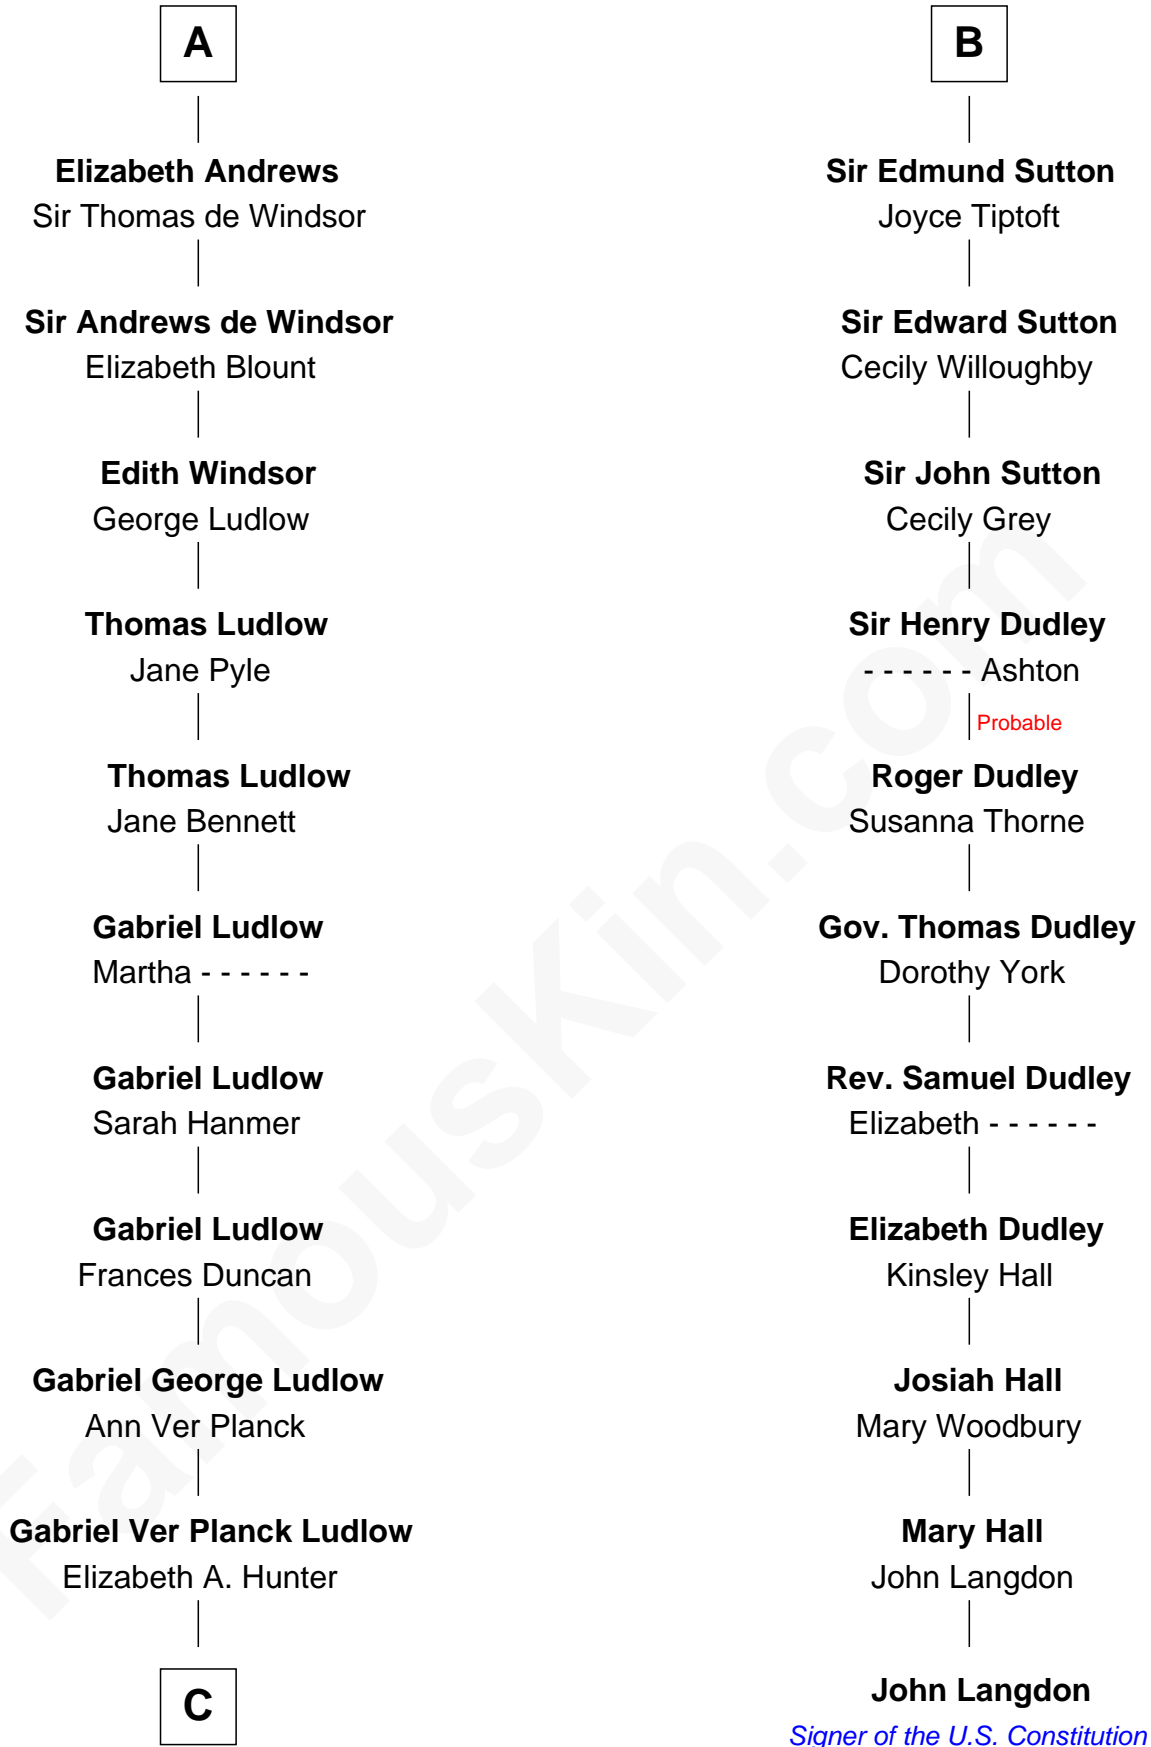 A
Elizabeth Andrews
Sir Thomas de Windsor
Sir Andrews de Windsor
Elizabeth Blount
Edith Windsor
George Ludlow
Thomas Ludlow
Jane Pyle
Thomas Ludlow
Jane Bennett
Gabriel Ludlow
Martha - - - - - -
Gabriel Ludlow
Sarah Hanmer
Gabriel Ludlow
Frances Duncan
Gabriel George Ludlow
Ann Ver Planck
Gabriel Ver Planck Ludlow
Elizabeth A. Hunter
C
B
Sir Edmund Sutton
Joyce Tiptoft
Sir Edward Sutton
Cecily Willoughby
Sir John Sutton
Cecily Grey
Sir Henry Dudley
- - - - - - Ashton
Probable
Roger Dudley
Susanna Thorne
Gov. Thomas Dudley
Dorothy York
Rev. Samuel Dudley
Elizabeth - - - - - -
Elizabeth Dudley
Kinsley Hall
Josiah Hall
Mary Woodbury
Mary Hall
John Langdon
John Langdon
Signer of the U.S. Constitution
FamousKin.com